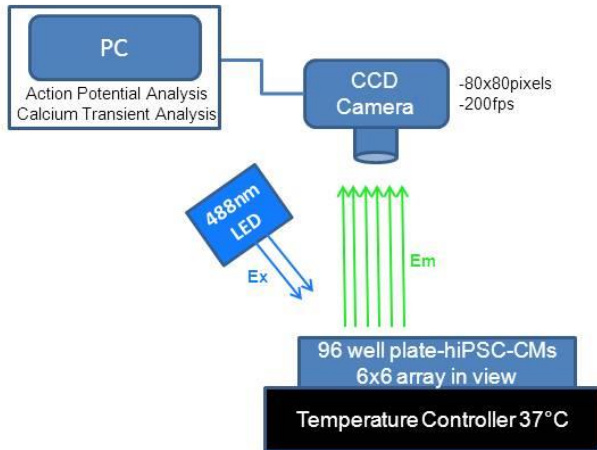 PC
Action Potential Analysis
Calcium Transient Analysis
CCD
Camera
-80x80pixels
-200fps
488nm
LED
Ex
Em
96 well plate-hiPSC-CMs
6x6 array in view
Temperature Controller 37°C